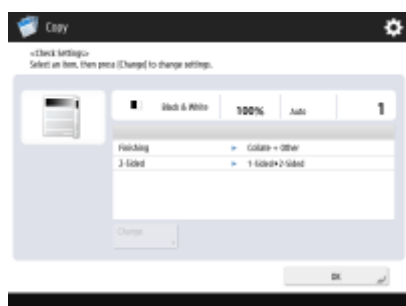 Copy
<Check Settings>
Select an item, then press [Change] to change settings.
Black & White 100% Auto 1
Finishing ▶ Collate + Other
2-Sided ▶ 1-Sided▶2-Sided
Change
OK